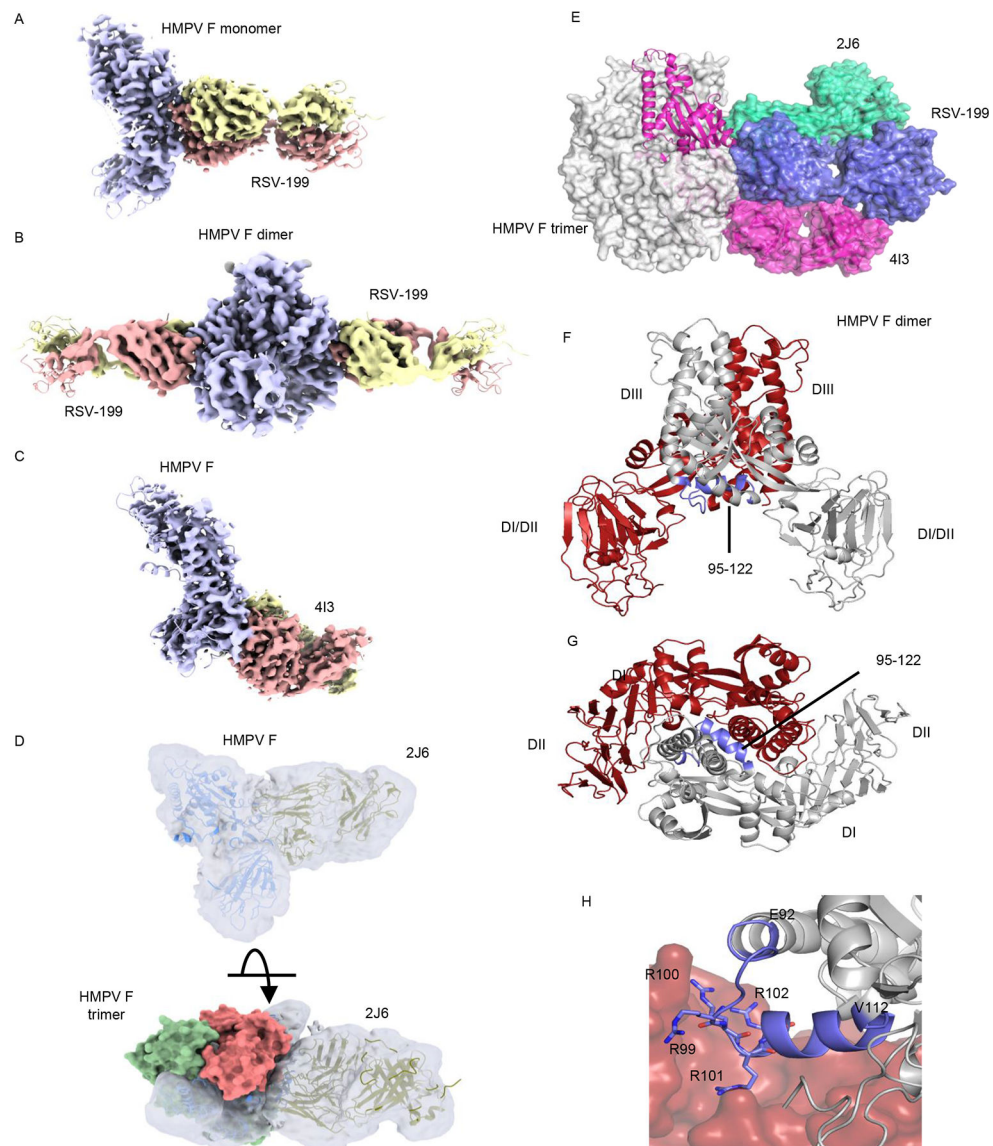 A
HMPV F monomer
RSV-199
B
HMPV F dimer
RSV-199
RSV-199
C
HMPV F
4I3
D
HMPV F
2J6
HMPV F
trimer
2J6
E
2J6
RSV-199
HMPV F trimer
4I3
HMPV F dimer
F
DIII
DIII
DI/DII
DI/DII
95-122
G
95-122
DI
DII
DII
DI
H
E92
R100
R102
V112
R99
R101